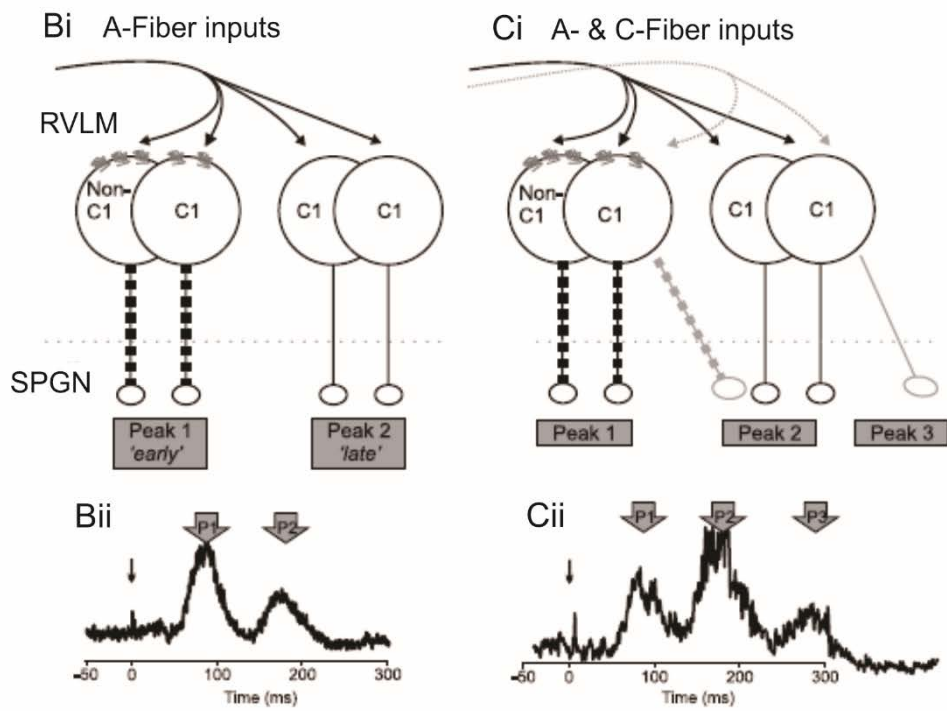 Bi A-Fiber inputs
RVLM
Non-
C1
C1
C1
C1
SPGN
Peak 1
'early'
Peak 2
'late'
Ci A- & C-Fiber inputs
Non-
C1
C1
C1
C1
Peak 1
Peak 2
Peak 3
Bii
P1
P2
-50 0 100 200 300
Time (ms)
Cii
P1
P2
P3
-50 0 100 200 300
Time (ms)